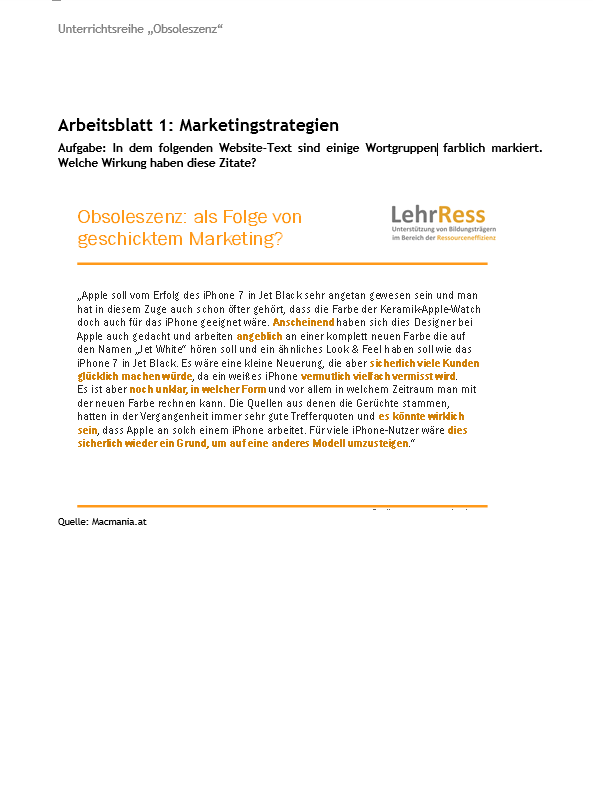 Unterrichtsreihe „Obsoleszenz“
Arbeitsblatt 1: Marketingstrategien
Aufgabe: In dem folgenden Website-Text sind einige Wortgruppen farblich markiert.
Welche Wirkung haben diese Zitate?
Obsoleszenz: als Folge von
geschicktem Marketing?
LehrRess
Unterstützung von Bildungsträgern
im Bereich der Ressourceneffizienz
„Apple soll vom Erfolg des iPhone 7 in Jet Black sehr angetan gewesen sein und man
hat in diesem Zuge auch schon öfter gehört, dass die Farbe der Keramik-Apple-Watch
doch auch für das iPhone geeignet wäre. Anscheinend haben sich dies Designer bei
Apple auch gedacht und arbeiten angeblich an einer komplett neuen Farbe die auf
den Namen „Jet White“ hören soll und ein ähnliches Look & Feel haben soll wie das
iPhone 7 in Jet Black. Es wäre eine kleine Neuerung, die aber sicherlich viele Kunden
glücklich machen würde, da ein weißes iPhone vermutlich vielfach vermisst wird.
Es ist aber noch unklar, in welcher Form und vor allem in welchem Zeitraum man mit
der neuen Farbe rechnen kann. Die Quellen aus denen die Gerüchte stammen,
hatten in der Vergangenheit immer sehr gute Trefferquoten und es könnte wirklich
sein, dass Apple an solch einem iPhone arbeitet. Für viele iPhone-Nutzer wäre dies
sicherlich wieder ein Grund, um auf eine anderes Modell umzusteigen.“
Quelle: Macmania.at